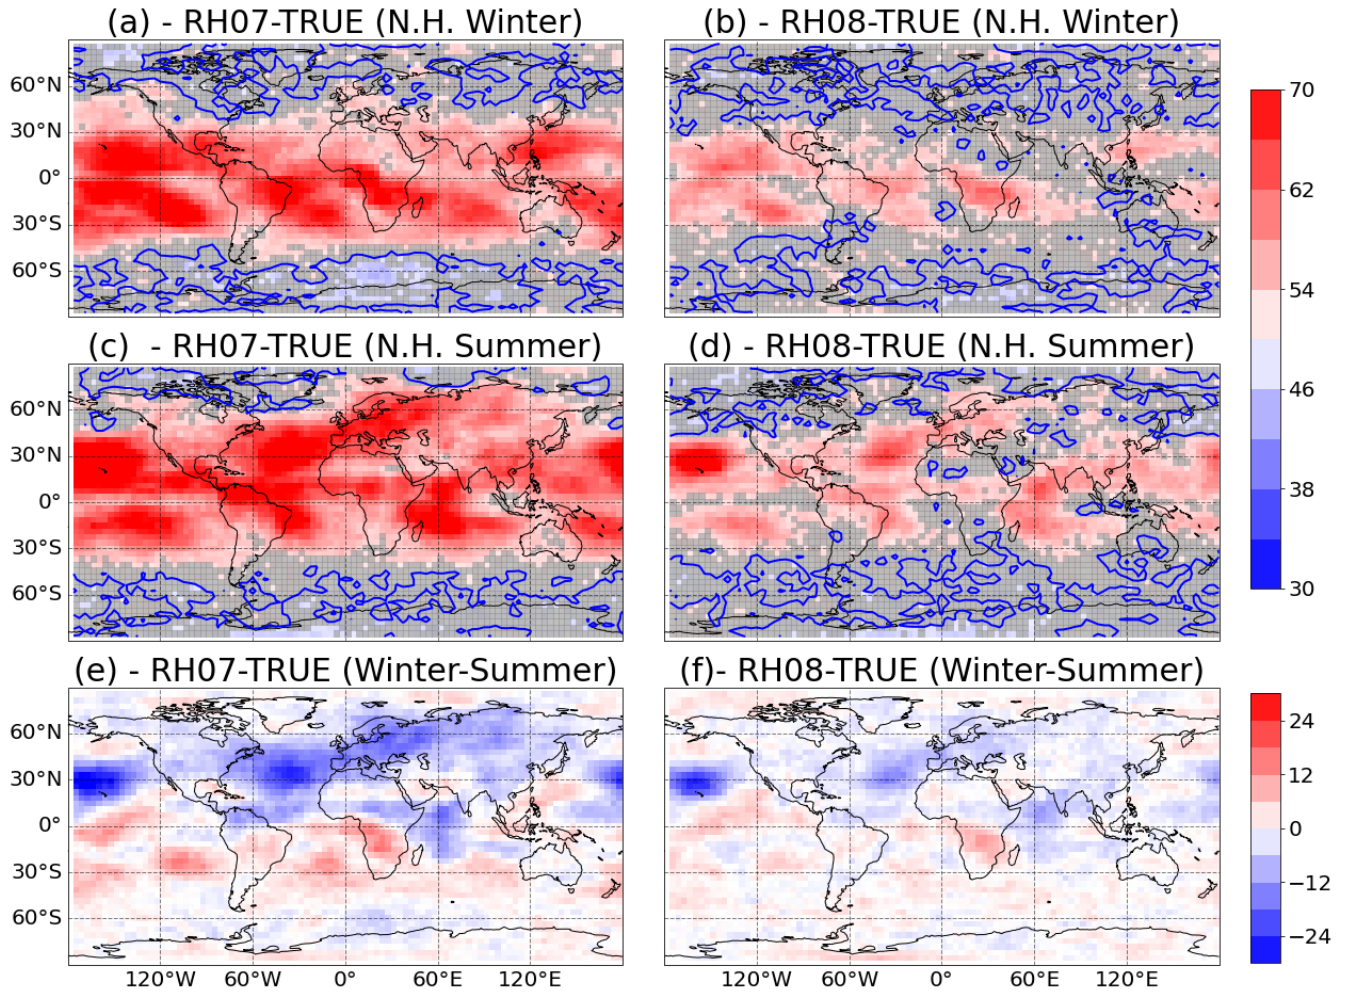 (a) - RH07-TRUE (N.H. Winter)
(b) - RH08-TRUE (N.H. Winter)
60°N
30°N
0°
30°S
60°S
(c) - RH07-TRUE (N.H. Summer)
(d) - RH08-TRUE (N.H. Summer)
60°N
30°N
0°
30°S
60°S
70
62
54
46
38
30
(e) - RH07-TRUE (Winter-Summer)
(f)- RH08-TRUE (Winter-Summer)
60°N
30°N
0°
30°S
60°S
24
12
0
−12
−24
120°W 60°W 0° 60°E 120°E
120°W 60°W 0° 60°E 120°E